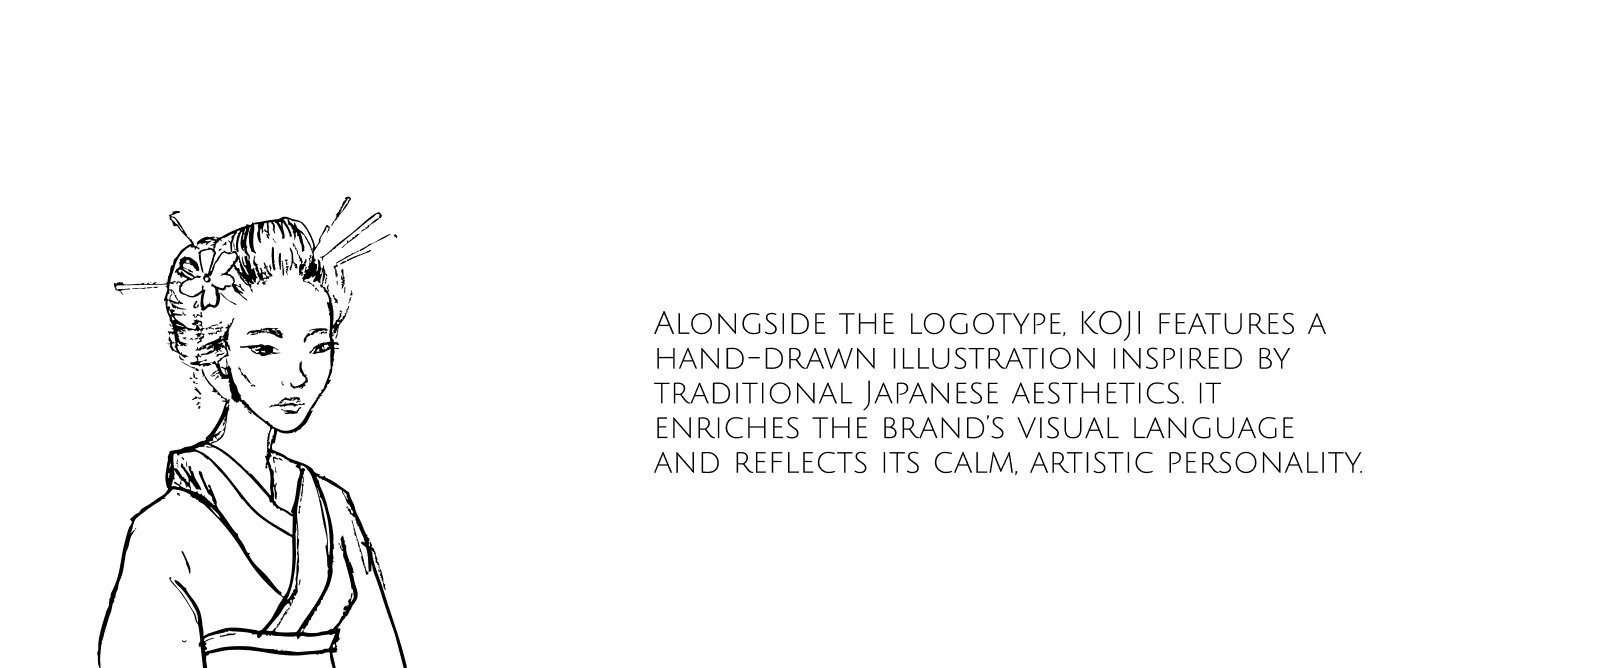 Alongside the logotype, KOJI features a
hand-drawn illustration inspired by
traditional Japanese aesthetics. it
enriches the brand’s visual language
and reflects its calm, artistic personality.